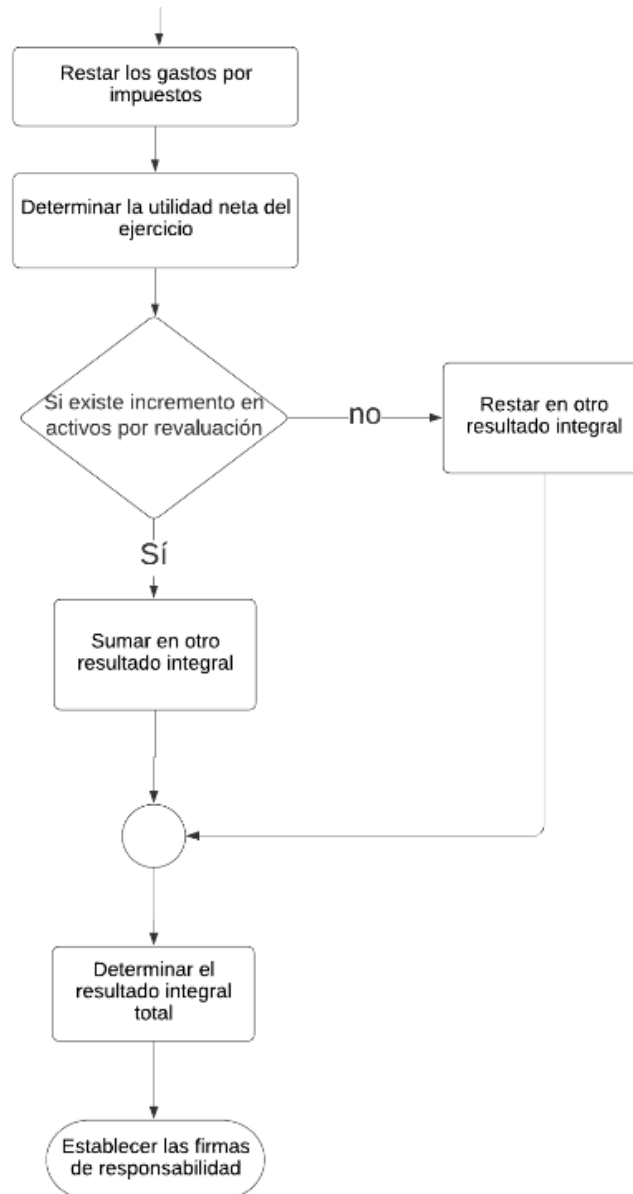 Restar los gastos por
impuestos
Determinar la utilidad neta del
ejercicio
Si existe incremento en
activos por revaluación
no
Restar en otro
resultado integral
Sí
Sumar en otro
resultado integral
Determinar el
resultado integral
total
Establecer las firmas
de responsabilidad